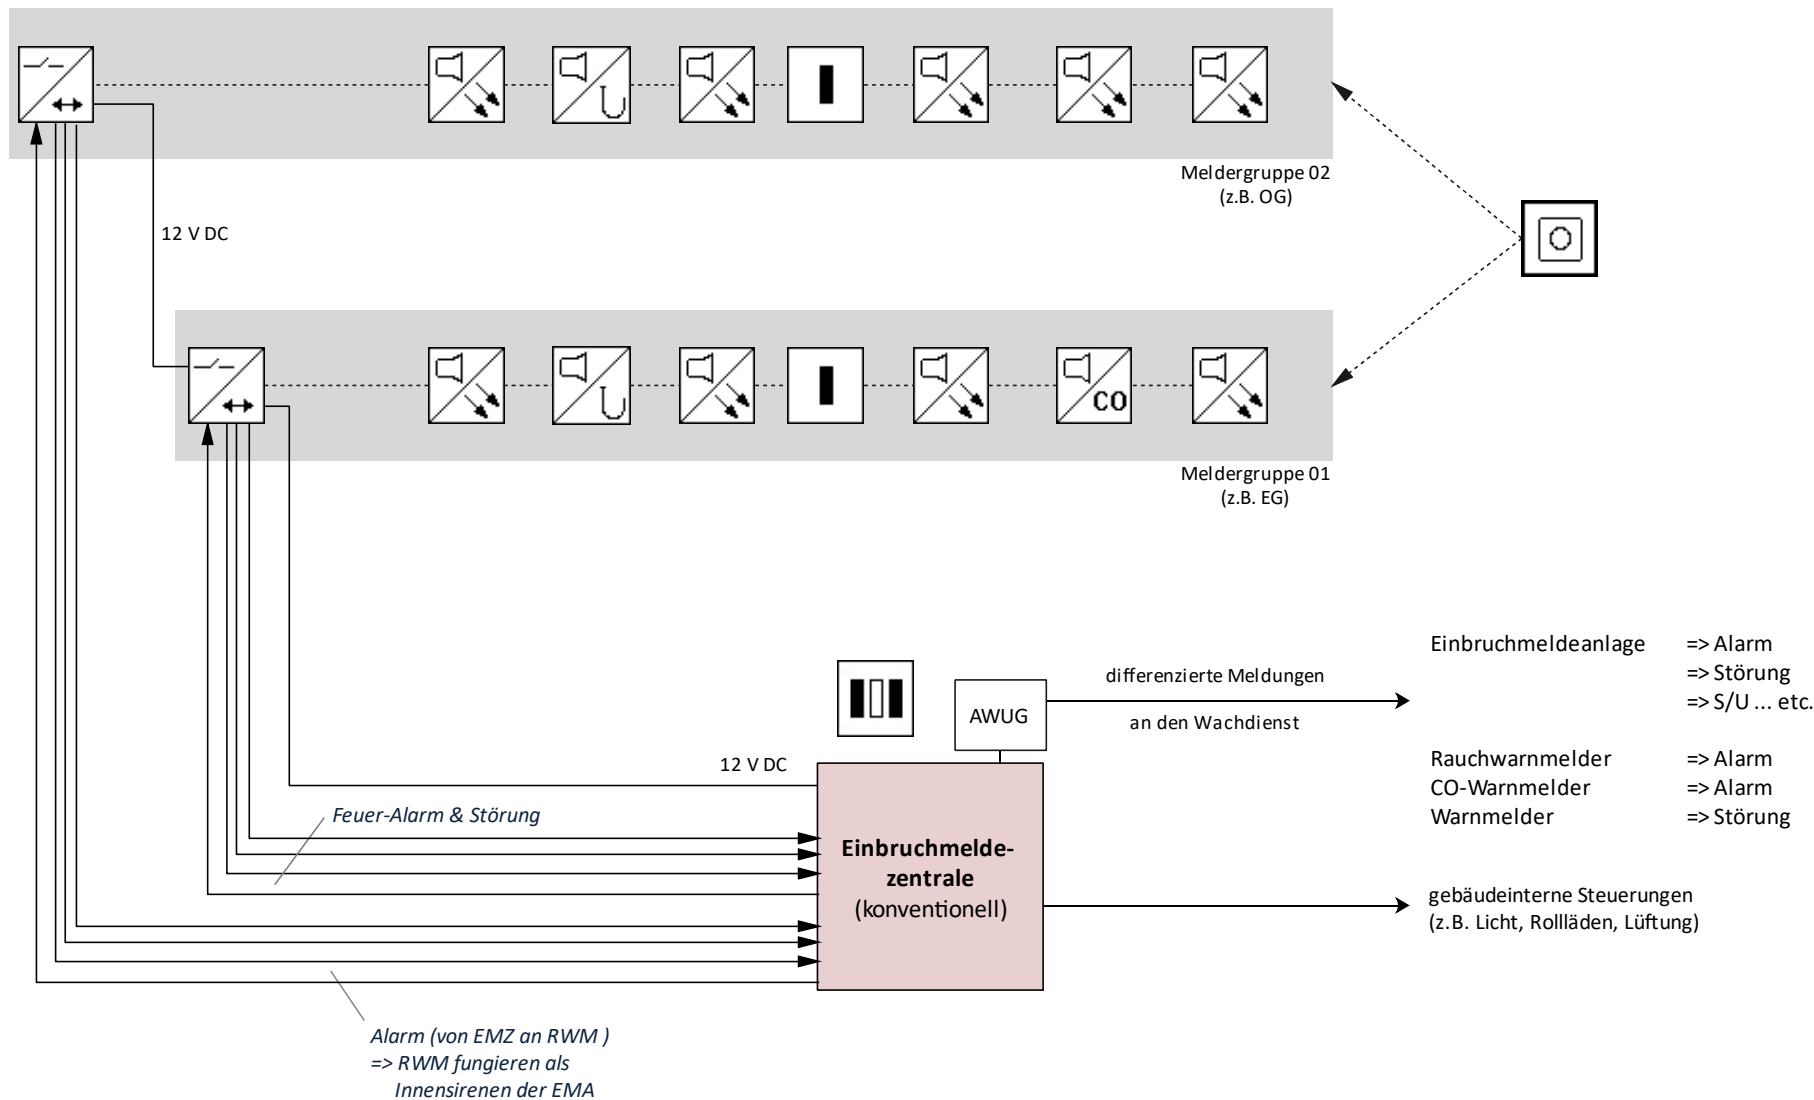 Meldergruppe 02
(z.B. OG)
12 V DC
CO
Meldergruppe 01
(z.B. EG)
Einbruchmeldeanlage => Alarm
=> Störung
=> S/U ... etc.
differenzierte Meldungen
AWUG
an den Wachdienst
Rauchwarnmelder => Alarm
CO-Warnmelder => Alarm
Warnmelder => Störung
12 V DC
Feuer-Alarm & Störung
Einbruchmelde-
zentrale
(konventionell)
gebäudeinterne Steuerungen
(z.B. Licht, Rollläden, Lüftung)
Alarm (von EMZ an RWM )
=> RWM fungieren als
Innensirenen der EMA